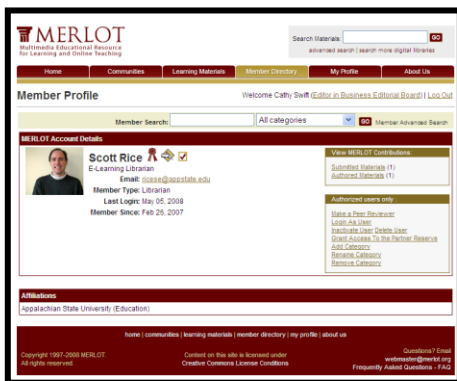 MERLOT
Multimedia Educational Resource
for Learning and Online Teaching
Search Materials: GO
advanced search | search more digital libraries
Home Communities Learning Materials Member Directory My Profile About Us
Member Profile
Welcome Cathy Swift (Editor in Business Editorial Board) | Log Out
Member Search: All categories GO Member Advanced Search
MERLOT Account Details
Scott Rice
E-Learning Librarian
Email: ricese@appstate.edu
Member Type: Librarian
Last Login: May 05, 2008
Member Since: Feb 26, 2007
View MERLOT Contributions:
Submitted Materials (1)
Authored Materials (1)
Authorized users only :
Make a Peer Reviewer
Login As User
Inactivate User Delete User
Grant Access To the Partner Reserve
Add Category
Rename Category
Remove Category
Affiliations
Appalachian State University (Education)
home | communities | learning materials | member directory | my profile | about us
Copyright 1997-2008 MERLOT.
All rights reserved.
Content on this site is licensed under
Creative Commons License Conditions
Questions? Email
webmaster@merlot.org
Frequently Asked Questions - FAQ